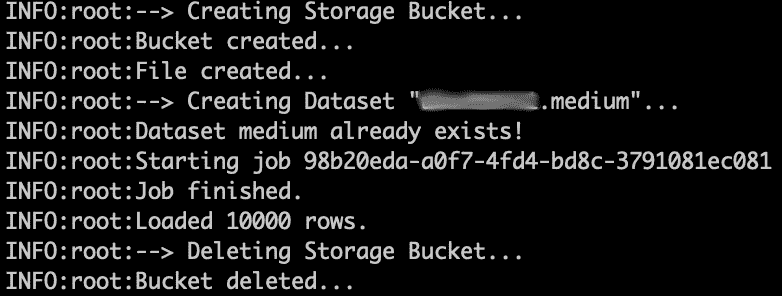 INFO:root:--> Creating Storage Bucket...
INFO:root:Bucket created...
INFO:root:File created...
INFO:root:--> Creating Dataset ".medium"...
INFO:root:Dataset medium already exists!
INFO:root:Starting job 98b20eda-a0f7-4fd4-bd8c-3791081ec081
INFO:root:Job finished.
INFO:root:Loaded 10000 rows.
INFO:root:--> Deleting Storage Bucket...
INFO:root:Bucket deleted...